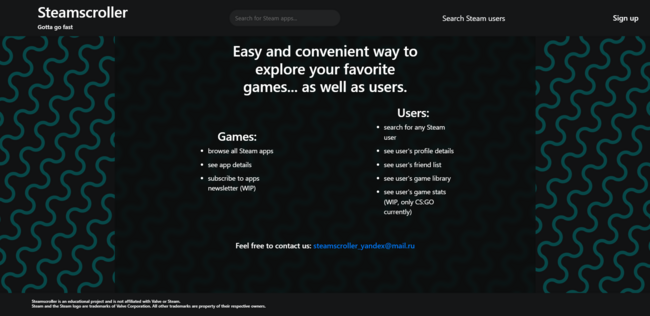 Steamscroller
Gotta go fast
Search for Steam apps...
Search Steam users
Sign up
Easy and convenient way to
explore your favorite
games... as well as users.
Games:
• browse all Steam apps
• see app details
• subscribe to apps
newsletter (WIP)
Users:
• search for any Steam
user
• see user's profile details
• see user's friend list
• see user's game library
• see user's game stats
(WIP, only CS:GO
currently)
Feel free to contact us: steamscroller_yandex@mail.ru
Steamscroller is an educational project and is not affiliated with Valve or Steam.
Steam and the Steam logo are trademarks of Valve Corporation. All other trademarks are property of their respective owners.